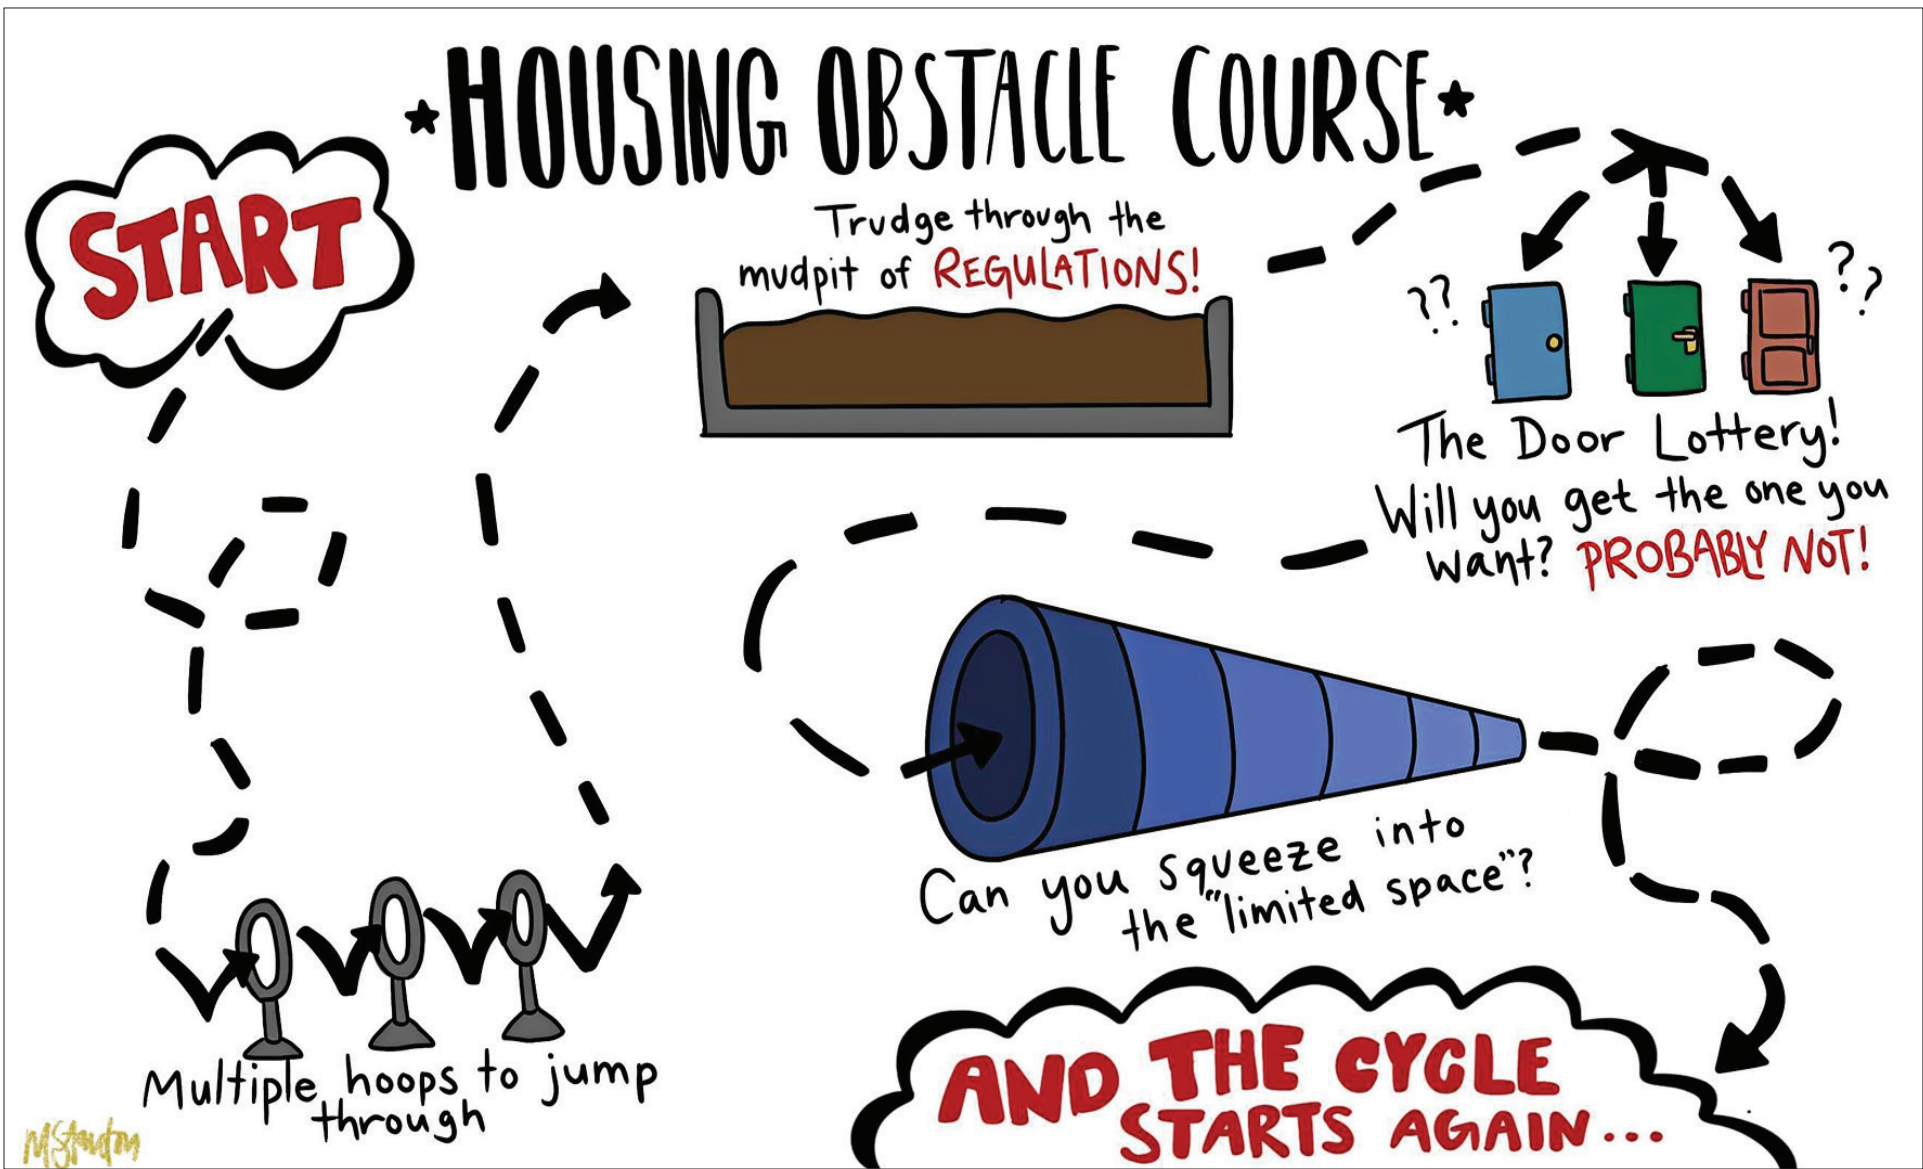 ★HOUSING OBSTACLE COURSE★
START
Multiple hoops to jump
through
Trudge through the
mudpit of REGULATIONS!
??
??
The Door Lottery!
Will you get the one you
want? PROBABLY NOT!
Can you squeeze into
the "limited space"?
AND THE CYCLE
STARTS AGAIN...